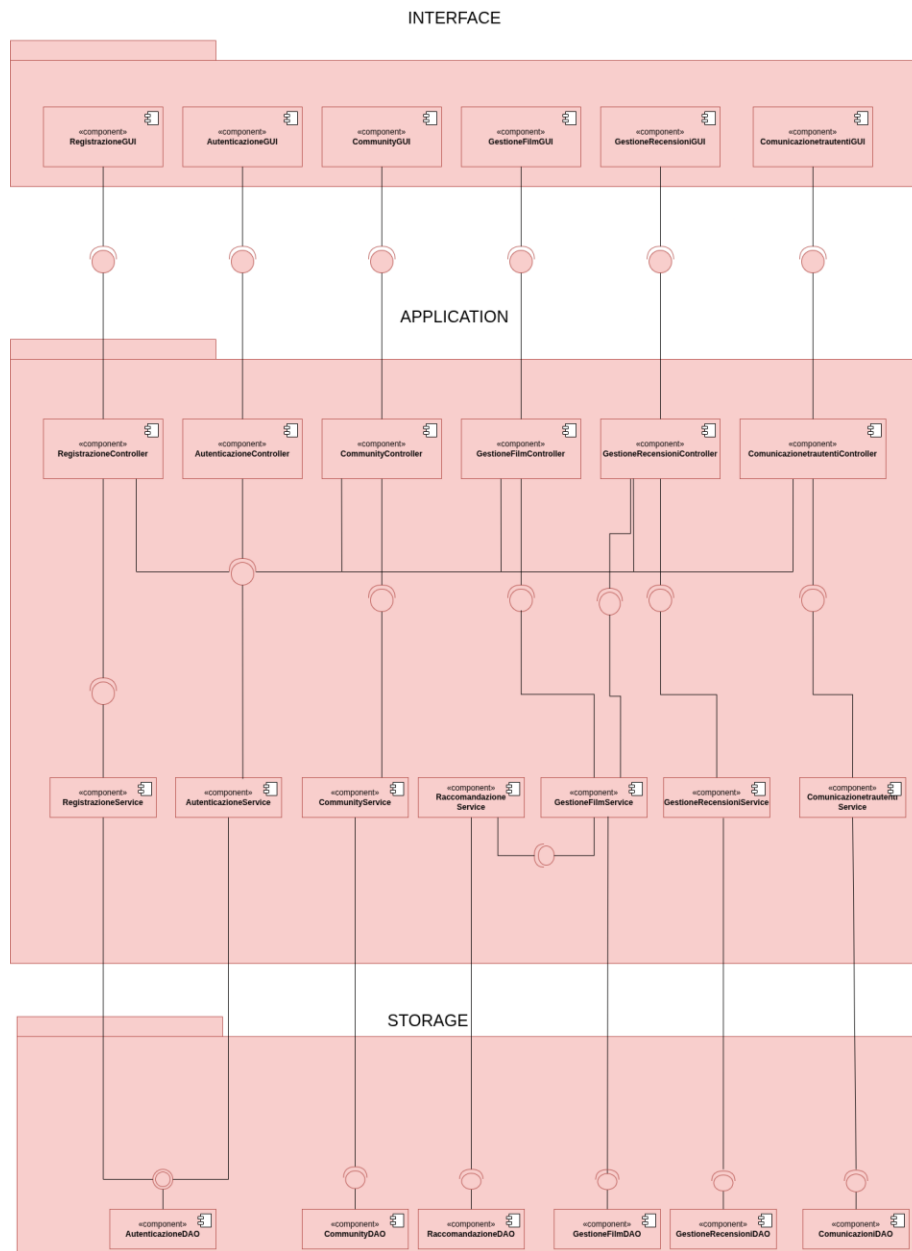 INTERFACE
«component»
RegistrazioneGUI
«component»
AutenticazioneGUI
«component»
CommunityGUI
«component»
GestioneFilmGUI
«component»
GestioneRecensioniGUI
«component»
ComunicazionetrautentiGUI
APPLICATION
«component»
RegistrazioneController
«component»
AutenticazioneController
«component»
CommunityController
«component»
GestioneFilmController
«component»
GestioneRecensioniController
«component»
ComunicazionetrautentiController
«component»
RegistrazioneService
«component»
AutenticazioneService
«component»
CommunityService
«component»
Raccomandazione
Service
«component»
GestioneFilmService
«component»
GestioneRecensioniService
«component»
Comunicazionetrautenti
Service
STORAGE
«component»
AutenticazioneDAO
«component»
CommunityDAO
«component»
RaccomandazioneDAO
«component»
GestioneFilmDAO
«component»
GestioneRecensioniDAO
«component»
ComunicazioniDAO